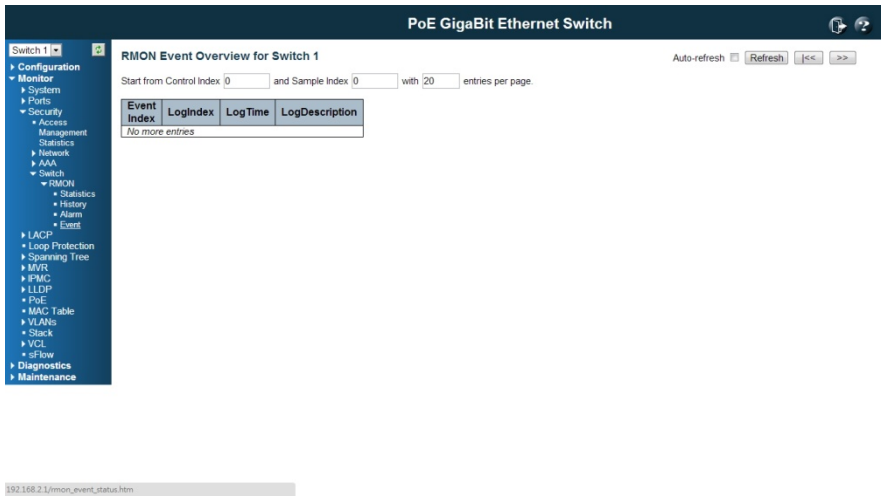 PoE GigaBit Ethernet Switch
Switch 1
Configuration
Monitor
System
Ports
Security
Access
Management
Statistics
Network
AAA
Switch
RMON
Statistics
History
Alarm
Event
LACP
Loop Protection
Spanning Tree
MVR
IPMC
LLDP
PoE
MAC Table
VLANs
Stack
VCL
sFlow
Diagnostics
Maintenance
RMON Event Overview for Switch 1
Auto-refresh Refresh |<< >>
Start from Control Index 0 and Sample Index 0 with 20 entries per page.
Event Index LogIndex LogTime LogDescription
No more entries
192.168.2.1/rmon_event_status.htm